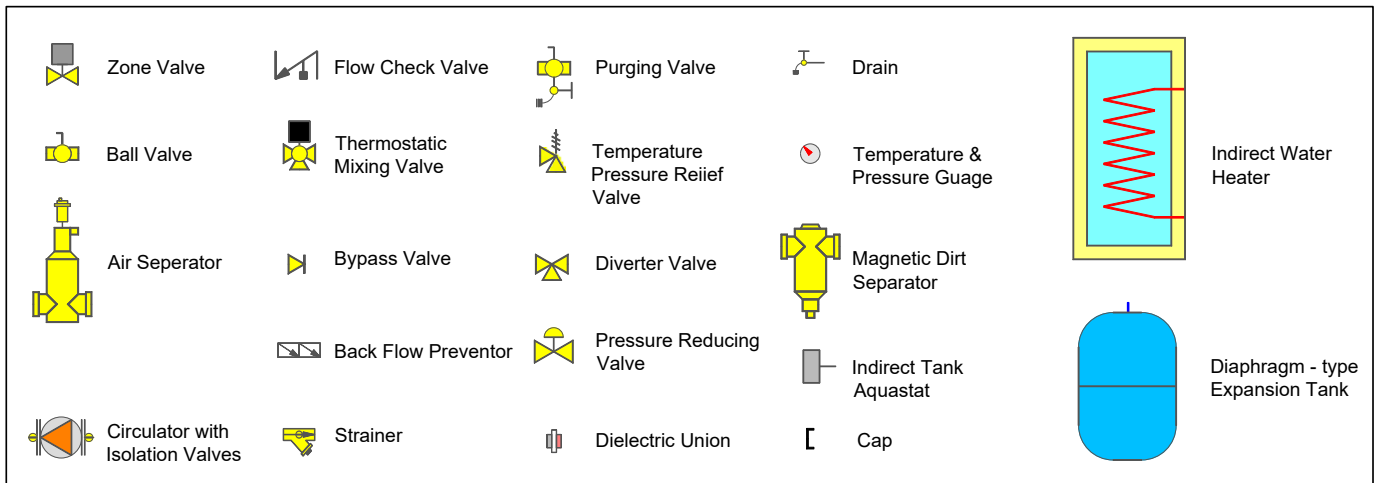 Zone Valve
Flow Check Valve
Purging Valve
Drain
Ball Valve
Thermostatic
Mixing Valve
Temperature
Pressure Reiief
Valve
Temperature &
Pressure Guage
Indirect Water
Heater
Air Seperator
Bypass Valve
Diverter Valve
Magnetic Dirt
Separator
Back Flow Preventor
Pressure Reducing
Valve
Indirect Tank
Aquastat
Diaphragm - type
Expansion Tank
Circulator with
Isolation Valves
Strainer
Dielectric Union
Cap